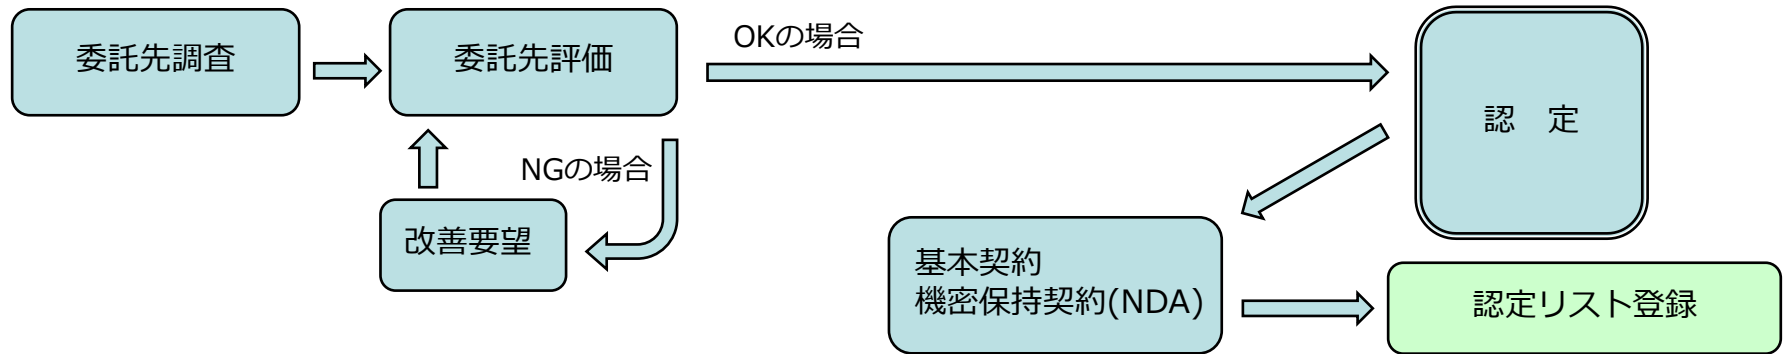 委託先調査
委託先評価
OKの場合
認　定
NGの場合
改善要望
基本契約
機密保持契約(NDA)
認定リスト登録